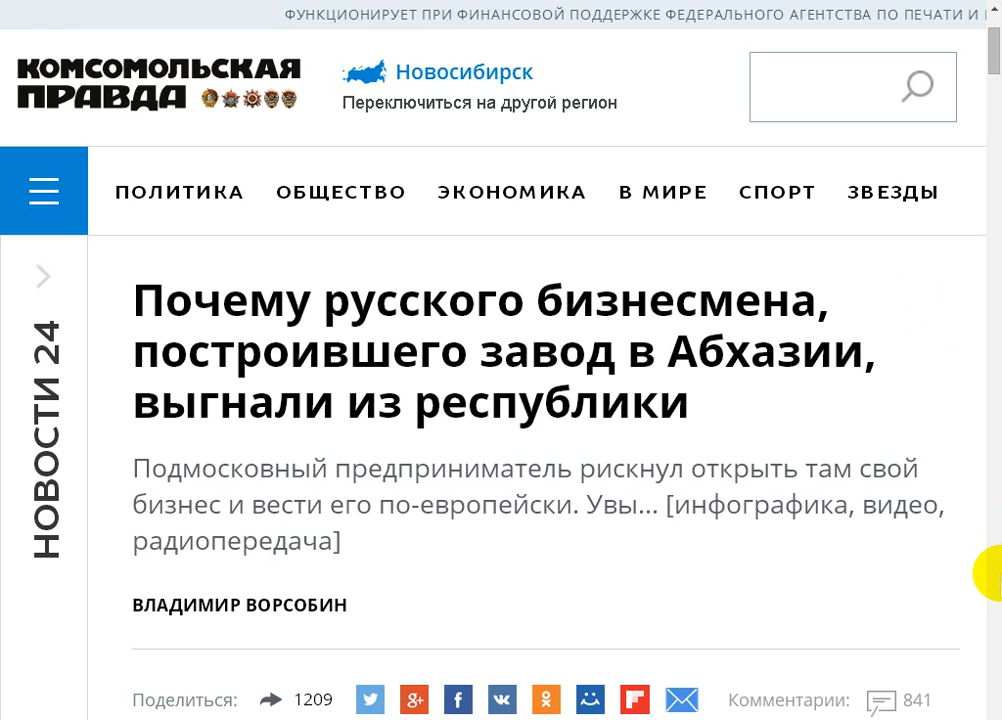 ФУНКЦИОНИРУЕТ ПРИ ФИНАНСОВОЙ ПОДДЕРЖКЕ ФЕДЕРАЛЬНОГО АГЕНТСТВА ПО ПЕЧАТИ И
КОМСОМОЛЬСКАЯ
ПРАВДА
Новосибирск
Переключиться на другой регион
ПОЛИТИКА ОБЩЕСТВО ЭКОНОМИКА В МИРЕ СПОРТ ЗВЕЗДЫ
НОВОСТИ 24
Почему русского бизнесмена,
построившего завод в Абхазии,
выгнали из республики
Подмосковный предприниматель рискнул открыть там свой
бизнес и вести его по-европейски. Увы... [инфографика, видео,
радиопередача]
ВЛАДИМИР ВОРСОБИН
Поделиться: 1209 Комментарии: 841